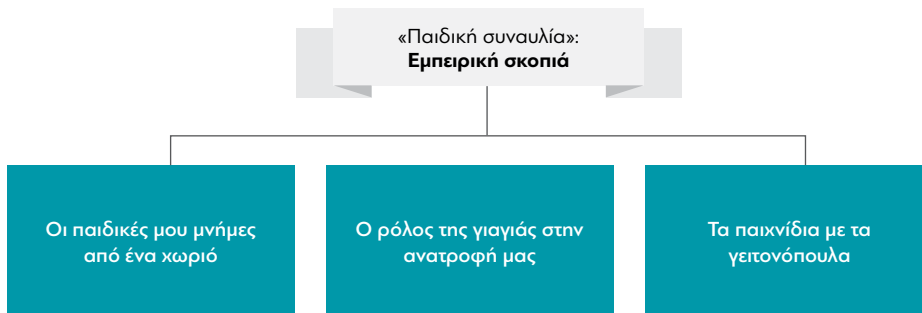 «Παιδική συναυλία»:
Εμπειρική σκοπιά
Οι παιδικές μου μνήμες
από ένα χωριό
Ο ρόλος της γιαγιάς στην
ανατροφή μας
Τα παιχνίδια με τα
γειτονόπουλα